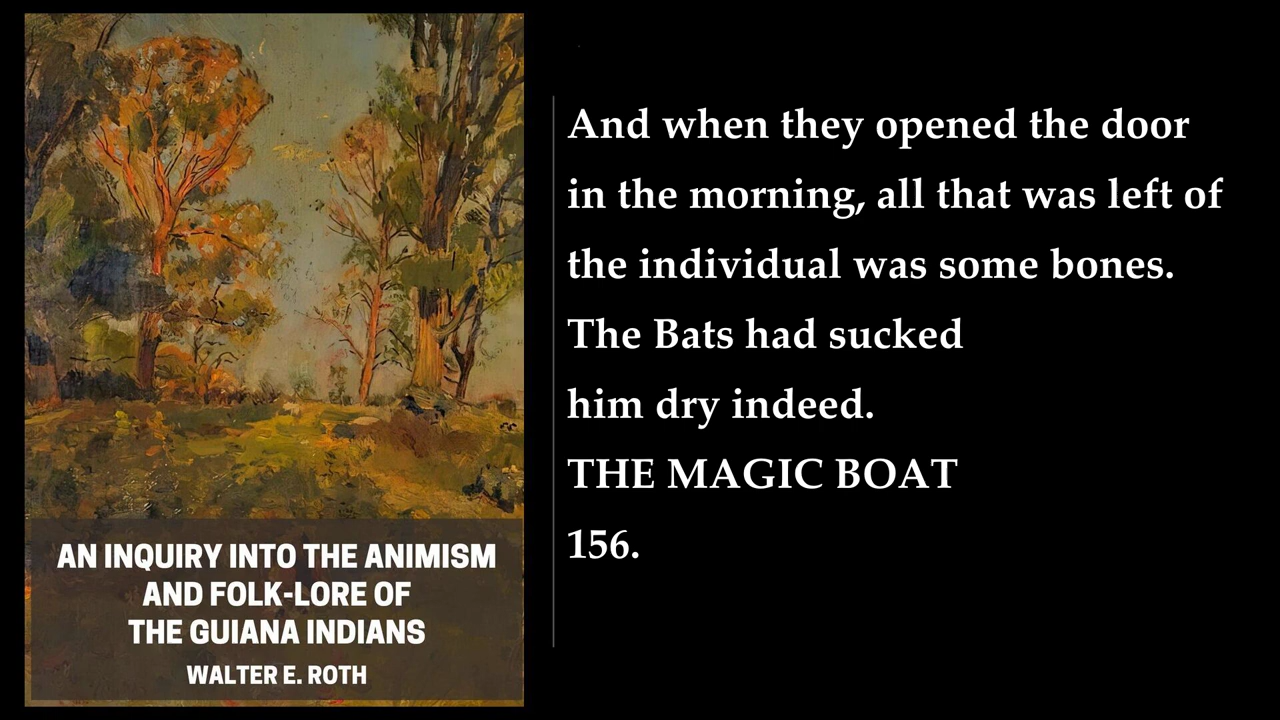 AN INQUIRY INTO THE ANIMISM
AND FOLK-LORE OF
THE GUIANA INDIANS
WALTER E. ROTH
And when they opened the door
in the morning, all that was left of
the individual was some bones.
The Bats had sucked
him dry indeed.
THE MAGIC BOAT
156.